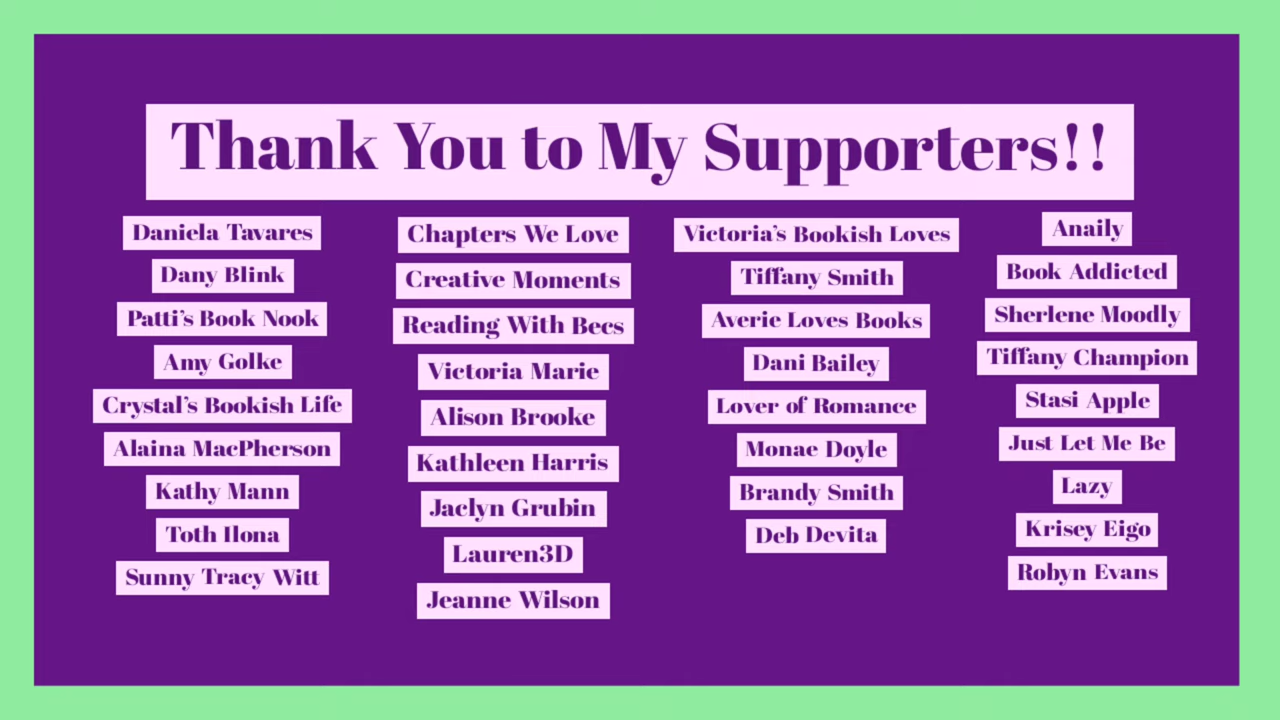 Thank You to My Supporters!!
Daniela Tavares
Dany Blink
Patti's Book Nook
Amy Golke
Crystal's Bookish Life
Alaina MacPherson
Kathy Mann
Toth Ilona
Sunny Tracy Witt
Chapters We Love
Creative Moments
Reading With Becs
Victoria Marie
Alison Brooke
Kathleen Harris
Jaclyn Grubin
Lauren3D
Jeanne Wilson
Victoria's Bookish Loves
Tiffany Smith
Averie Loves Books
Dani Bailey
Lover of Romance
Monae Doyle
Brandy Smith
Deb Devita
Anaily
Book Addicted
Sherlene Moodly
Tiffany Champion
Stasi Apple
Just Let Me Be
Lazy
Krisey Eigo
Robyn Evans